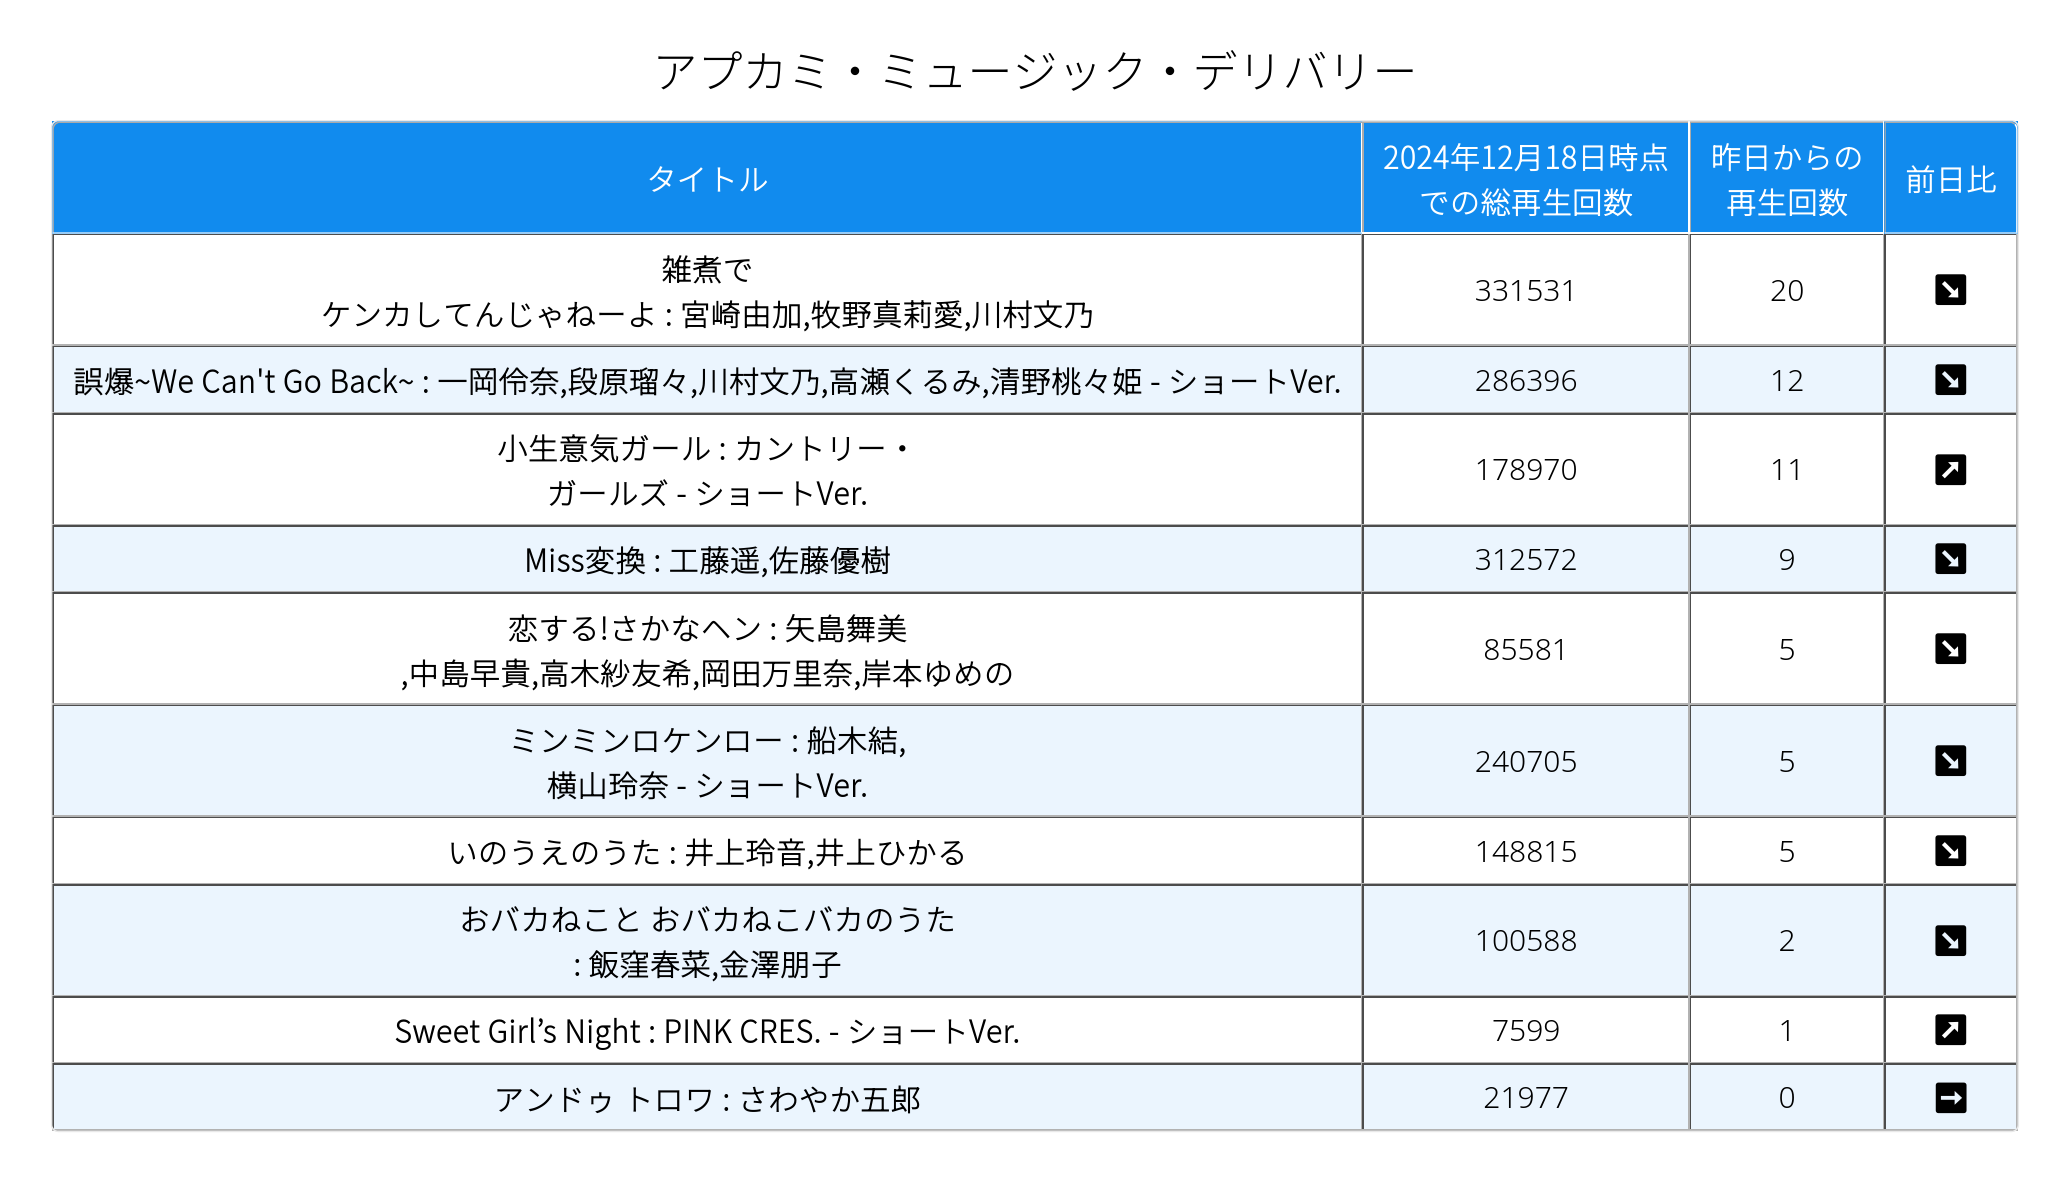 アプカミ・ミュージック・デリバリー
タイトル
2024年12月18日時点
での総再生回数
昨日からの
再生回数
前日比
雑煮で
ケンカしてんじゃねーよ : 宮崎由加,牧野真莉愛,川村文乃
331531
20
誤爆~We Can't Go Back~ : 一岡伶奈,段原瑠々,川村文乃,高瀬くるみ,清野桃々姫 - ショートVer.
286396
12
小生意気ガール : カントリー・
ガールズ - ショートVer.
178970
11
Miss変換 : 工藤遥,佐藤優樹
312572
9
恋する!さかなヘン : 矢島舞美
,中島早貴,高木紗友希,岡田万里奈,岸本ゆめの
85581
5
ミンミンロケンロー : 船木結,
横山玲奈 - ショートVer.
240705
5
いのうえのうた : 井上玲音,井上ひかる
148815
5
おバカねこと おバカねこバカのうた
: 飯窪春菜,金澤朋子
100588
2
Sweet Girl’s Night : PINK CRES. - ショートVer.
7599
1
アンドゥ トロワ : さわやか五郎
21977
0